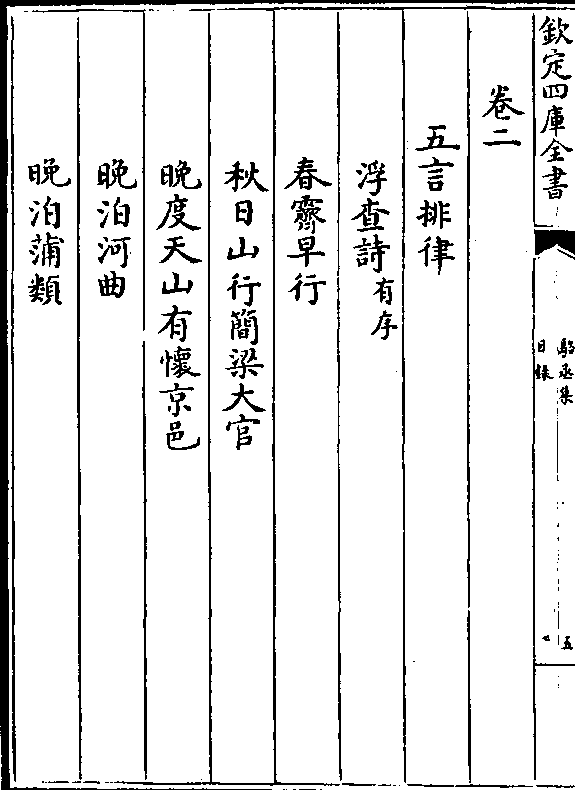 欽定四庫全書
駱丞集
目錄
五
卷二
五言排律
浮查詩有序
春霽早行
秋日山行簡梁大官
晚度天山有懷京邑
晚泊河曲
晚泊蒲類